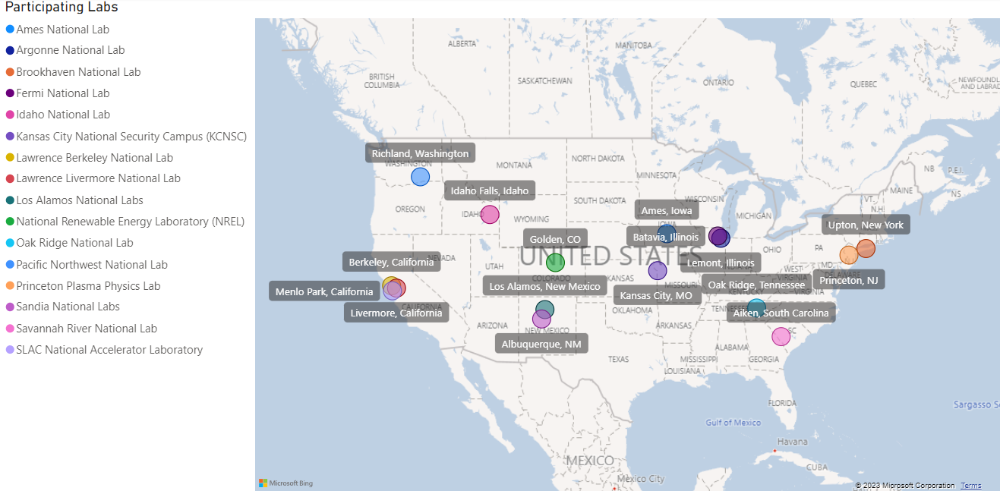 Participating Labs
Ames National Lab
Argonne National Lab
Brookhaven National Lab
Fermi National Lab
Idaho National Lab
Kansas City National Security Campus (KCNSC)
Lawrence Berkeley National Lab
Lawrence Livermore National Lab
Los Alamos National Labs
National Renewable Energy Laboratory (NREL)
Oak Ridge National Lab
Pacific Northwest National Lab
Princeton Plasma Physics Lab
Sandia National Labs
Savannah River National Lab
SLAC National Accelerator Laboratory
ALBERTA
MANITOBA
BRITISH
COLUMBIA
SASKATCHEWAN
ONTARIO
QUEBEC
NEWFOUNDL
AND LABRAD
Richland, Washington
WASHINGTON
MONTANA
NORTH DAKOTA
NB
P.E.I.
MINNESOTA
Idaho Falls, Idaho
MAINE
NS
OREGON
IDAHO
WYOMING
SOUTH DAKOTA
WISCONSIN
VT.
N.H.
Ames, Iowa
IOWA
MICHIGAN
Upton, New York
Golden, CO
Batavia, Illinois
UNITED STATES
OHIO
PA
Berkeley, California
NEVADA
UTAH
Lemont, Illinois
INDIANA
MD.
DELAWARE
WEST
VIRGINIA
COLORADO
KANSAS
MISSOURI
Princeton, NJ
Menlo Park, California
Los Alamos, New Mexico
Kansas City, MO
Oak Ridge, Tennessee
KENTUCKY
VIRGINIA
CALIFORNIA
Livermore, California
OKLAHOMA
TENNESSEE
Aiken, South Carolina
ARIZONA
NEW MEXICO
ARKANSAS
SC
Albuquerque, NM
ALABAMA
TEXAS
MISSISSIPPI
GEORGIA
LOUISIANA
FLORIDA
Gulf of Mexico
Sargasso S
Havana
MEXICO
CUBA
Mexico City
Microsoft Bing
© 2023 Microsoft Corporation Terms